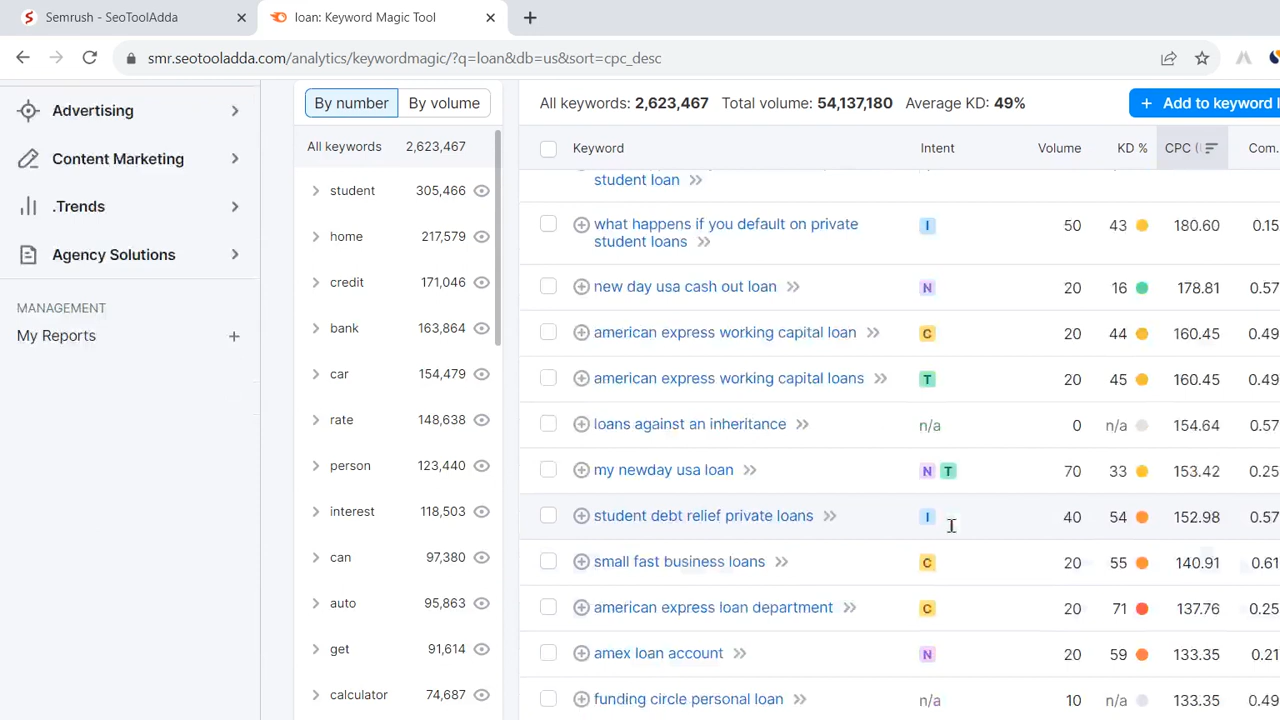 Semrush - SeoToolAdda
loan: Keyword Magic Tool
smr.seotooladda.com/analytics/keywordmagic/?q=loan&db=us&sort=cpc_desc
Advertising
Content Marketing
.Trends
Agency Solutions
MANAGEMENT
My Reports
By number By volume
All keywords 2,623,467
student 305,466
home 217,579
credit 171,046
bank 163,864
car 154,479
rate 148,638
person 123,440
interest 118,503
can 97,380
auto 95,863
get 91,614
calculator 74,687
All keywords: 2,623,467 Total volume: 54,137,180 Average KD: 49%
+ Add to keyword l
Keyword Intent Volume KD % CPC ( Com.
student loan
what happens if you default on private
student loans I 50 43 180.60 0.15
new day usa cash out loan N 20 16 178.81 0.57
american express working capital loan C 20 44 160.45 0.49
american express working capital loans T 20 45 160.45 0.49
loans against an inheritance n/a 0 n/a 154.64 0.57
my newday usa loan N T 70 33 153.42 0.25
student debt relief private loans I 40 54 152.98 0.57
small fast business loans C 20 55 140.91 0.61
american express loan department C 20 71 137.76 0.25
amex loan account N 20 59 133.35 0.21
funding circle personal loan n/a 10 n/a 133.35 0.49